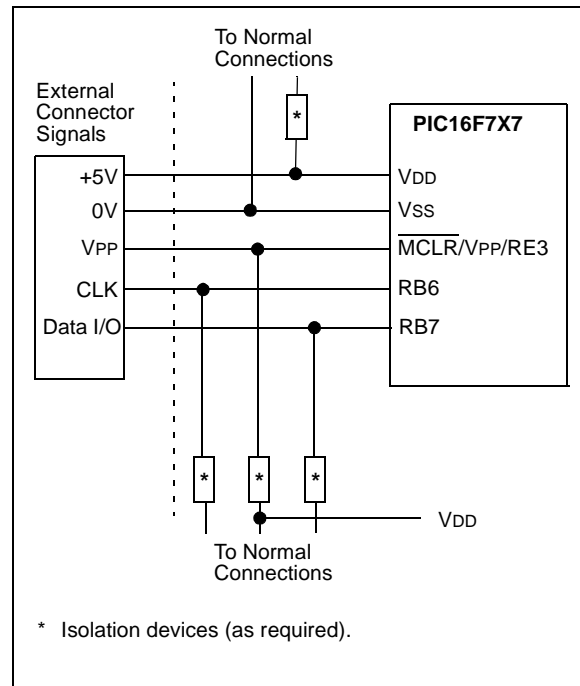 To Normal
Connections
External
Connector
Signals
*
PIC16F7X7
+5V
VDD
0V
VSS
VPP
MCLR/VPP/RE3
CLK
RB6
Data I/O
RB7
* * *
VDD
To Normal
Connections
* Isolation devices (as required).